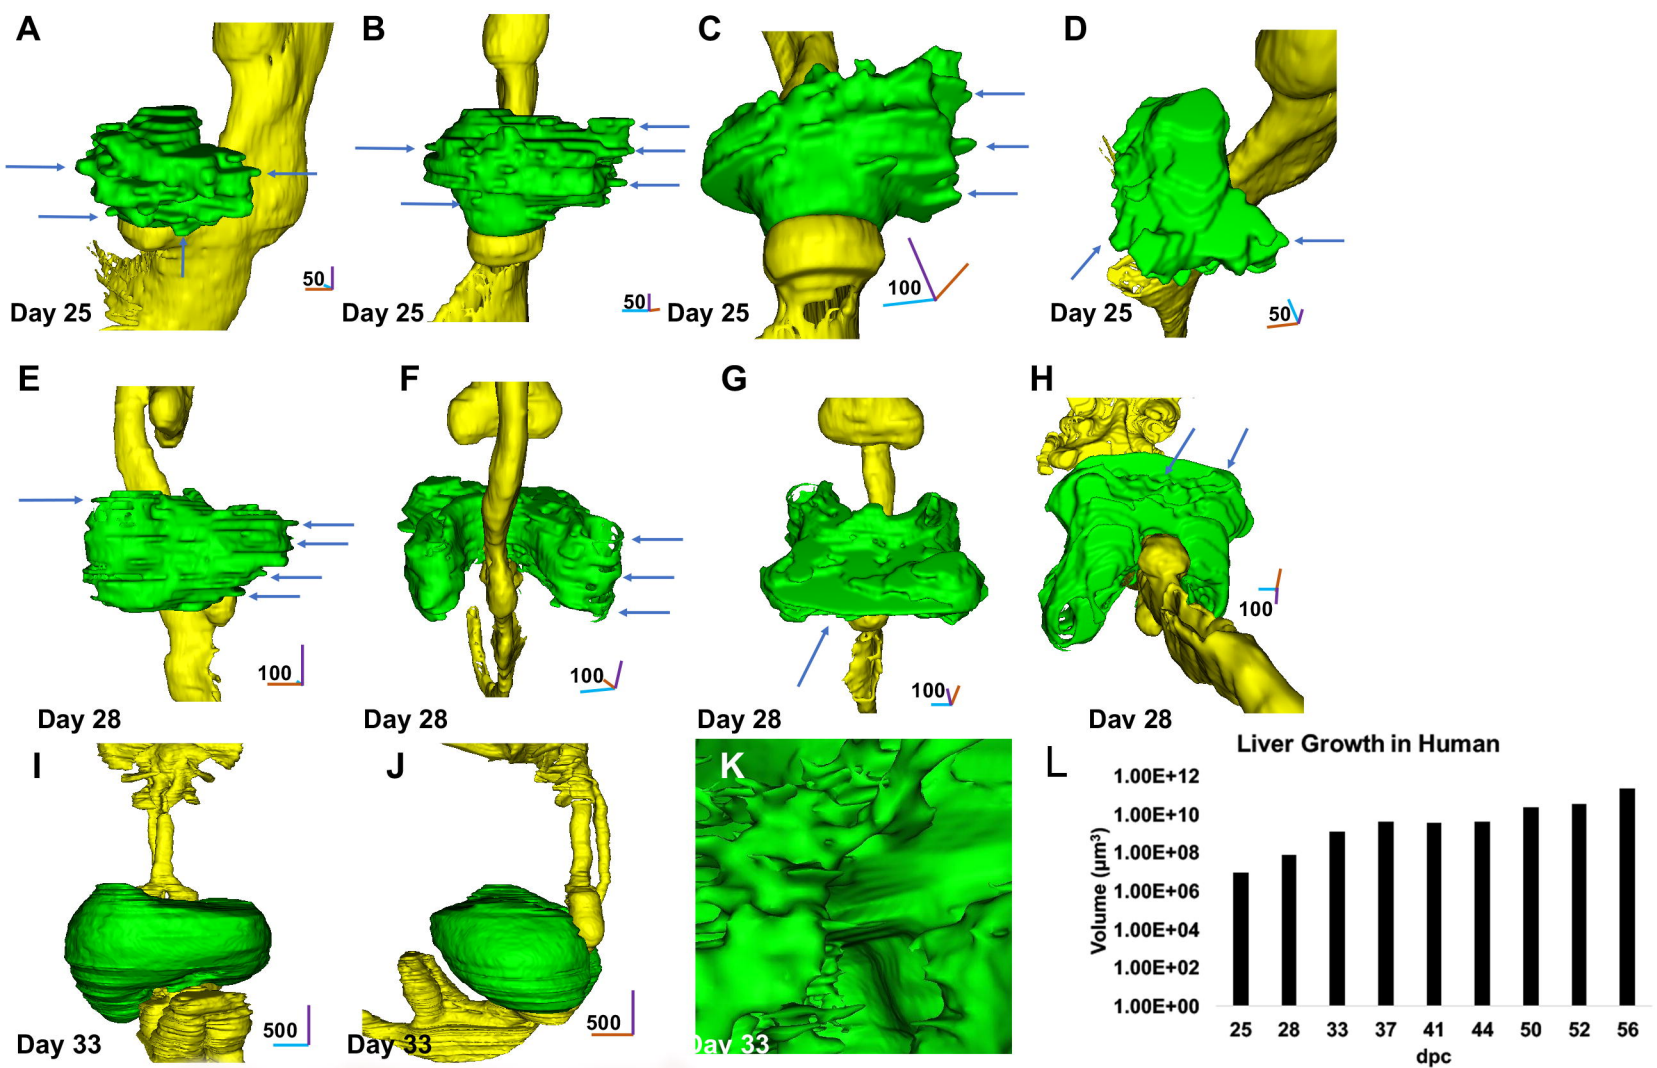 A
B
C
D
50
50
100
50
Day 25
Day 25
Day 25
Day 25
E
F
G
H
100
100
100
100
Day 28
Day 28
Day 28
Day 28
I
J
K
L
500
500
Day 33
Day 33
Day 33
Liver Growth in Human
1.00E+12
1.00E+10
1.00E+08
1.00E+06
1.00E+04
1.00E+02
1.00E+00
Volume (µm³)
25 28 33 37 41 44 50 52 56
dpc